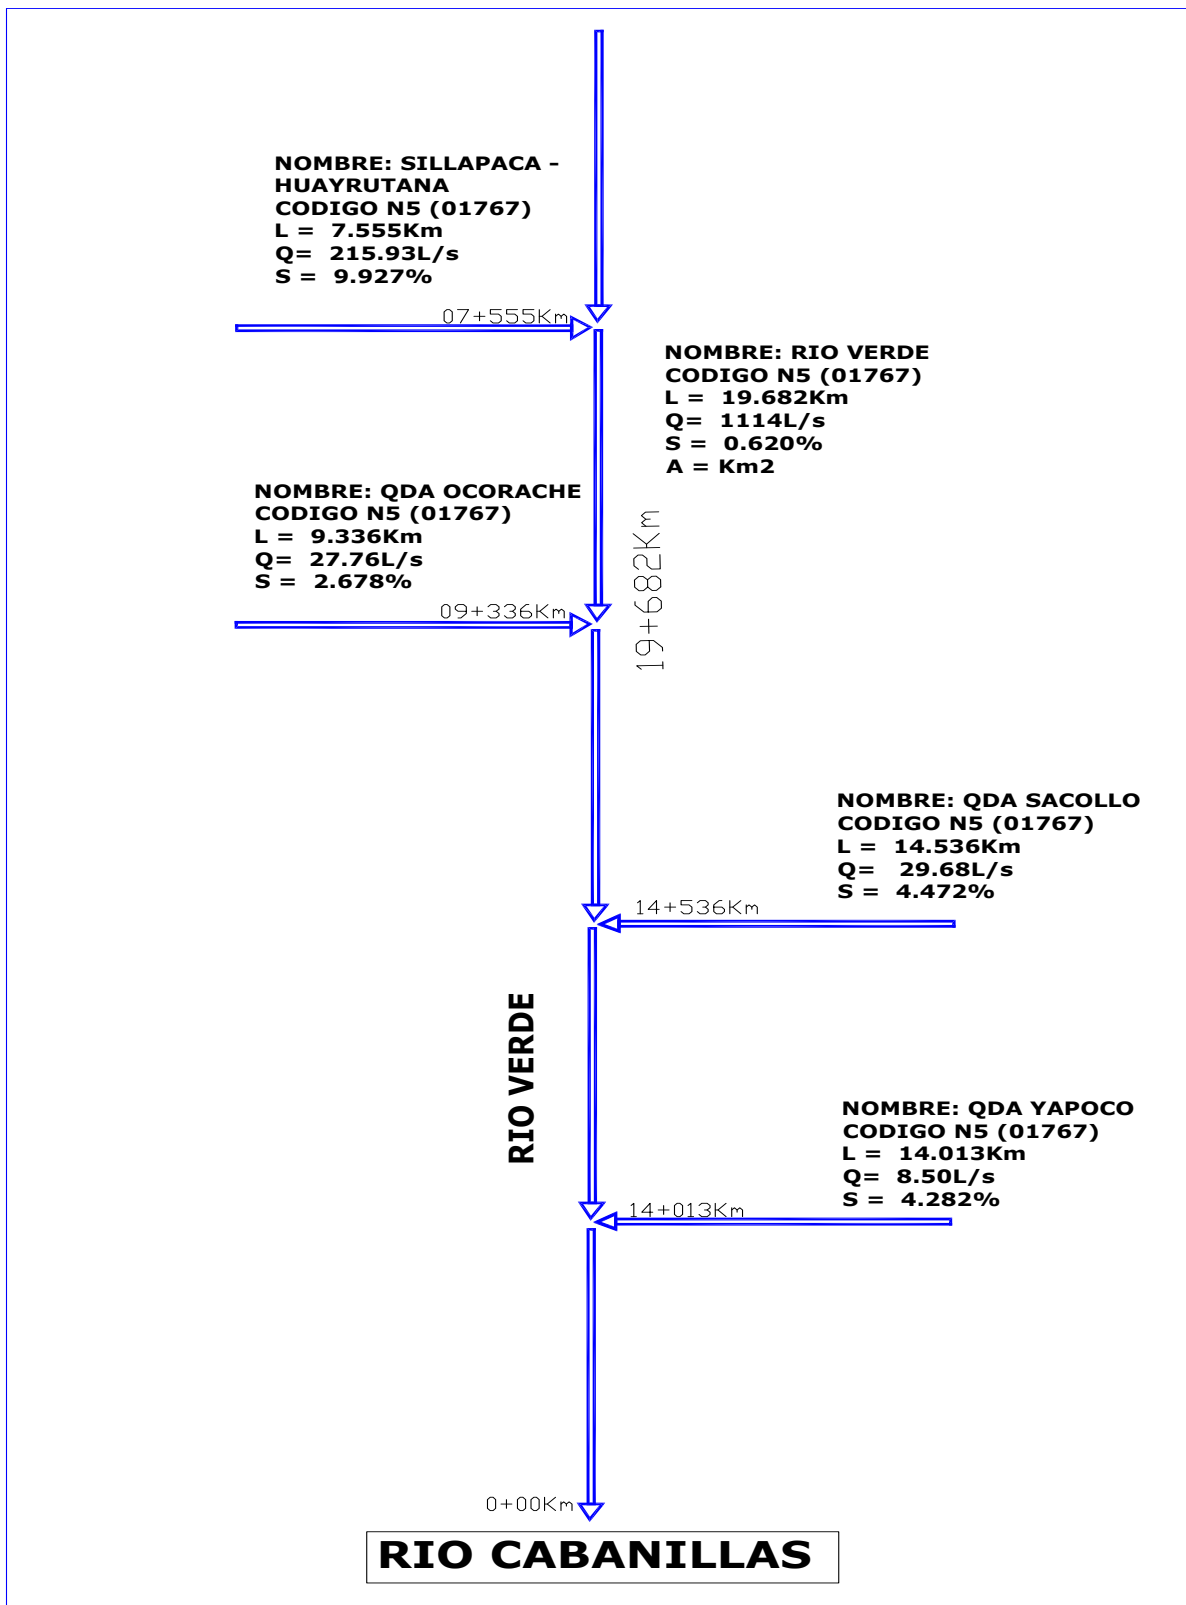 NOMBRE: SILLAPACA -
HUAYRUTANA
CODIGO N5 (01767)
L =  7.555Km
Q=  215.93L/s
S =  9.927%
07+555Km
NOMBRE: RIO VERDE
CODIGO N5 (01767)
L =  19.682Km
Q=  1114L/s
S =  0.620%
A = Km2
NOMBRE: QDA OCORACHE
CODIGO N5 (01767)
L =  9.336Km
Q=  27.76L/s
S =  2.678%
09+336Km
19+682Km
NOMBRE: QDA SACOLLO
CODIGO N5 (01767)
L =  14.536Km
Q=   29.68L/s
S =  4.472%
14+536Km
RIO VERDE
NOMBRE: QDA YAPOCO
CODIGO N5 (01767)
L =  14.013Km
Q=  8.50L/s
S =  4.282%
14+013Km
0+00Km
RIO CABANILLAS